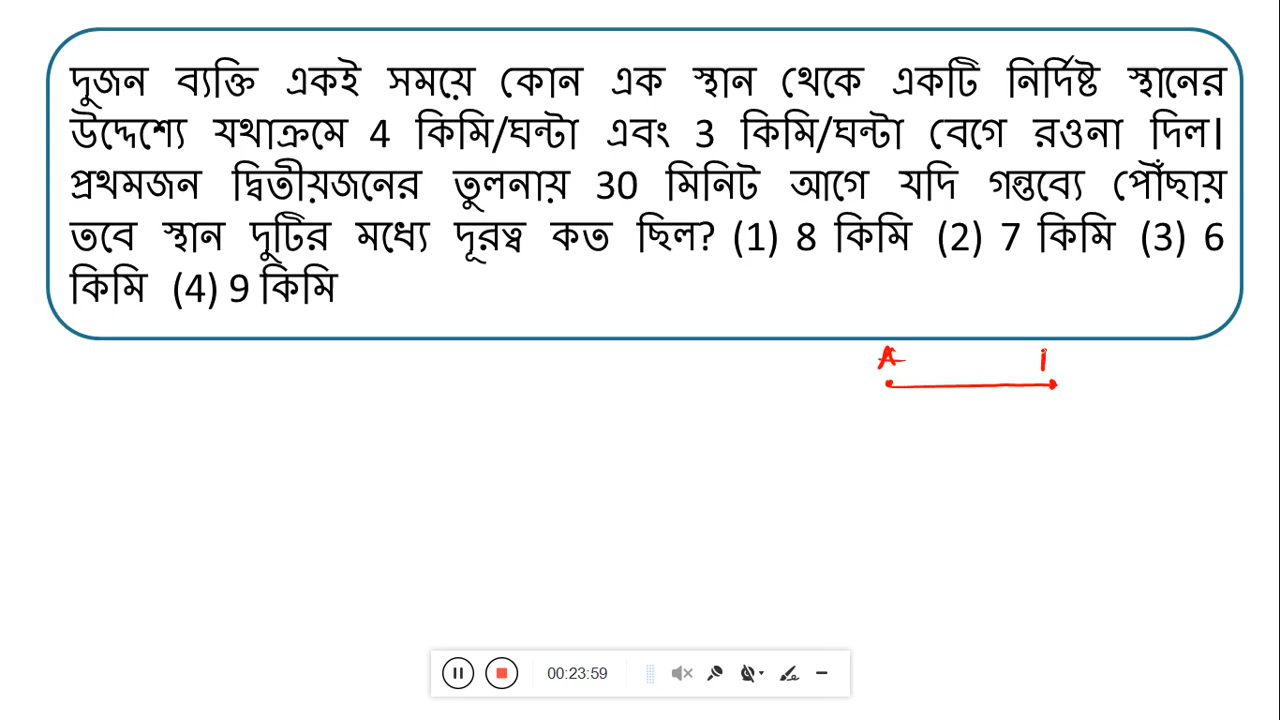 দুজন ব্যক্তি একই সময়ে কোন এক স্থান থেকে একটি নির্দিষ্ট স্থানের
উদ্দেশ্যে যথাক্রমে 4 কিমি/ঘন্টা এবং 3 কিমি/ঘন্টা বেগে রওনা দিল।
প্রথমজন দ্বিতীয়জনের তুলনায় 30 মিনিট আগে যদি গন্তব্যে পৌঁছায়
তবে স্থান দুটির মধ্যে দূরত্ব কত ছিল? (1) 8 কিমি (2) 7 কিমি (3) 6
কিমি (4) 9 কিমি
A
00:23:59